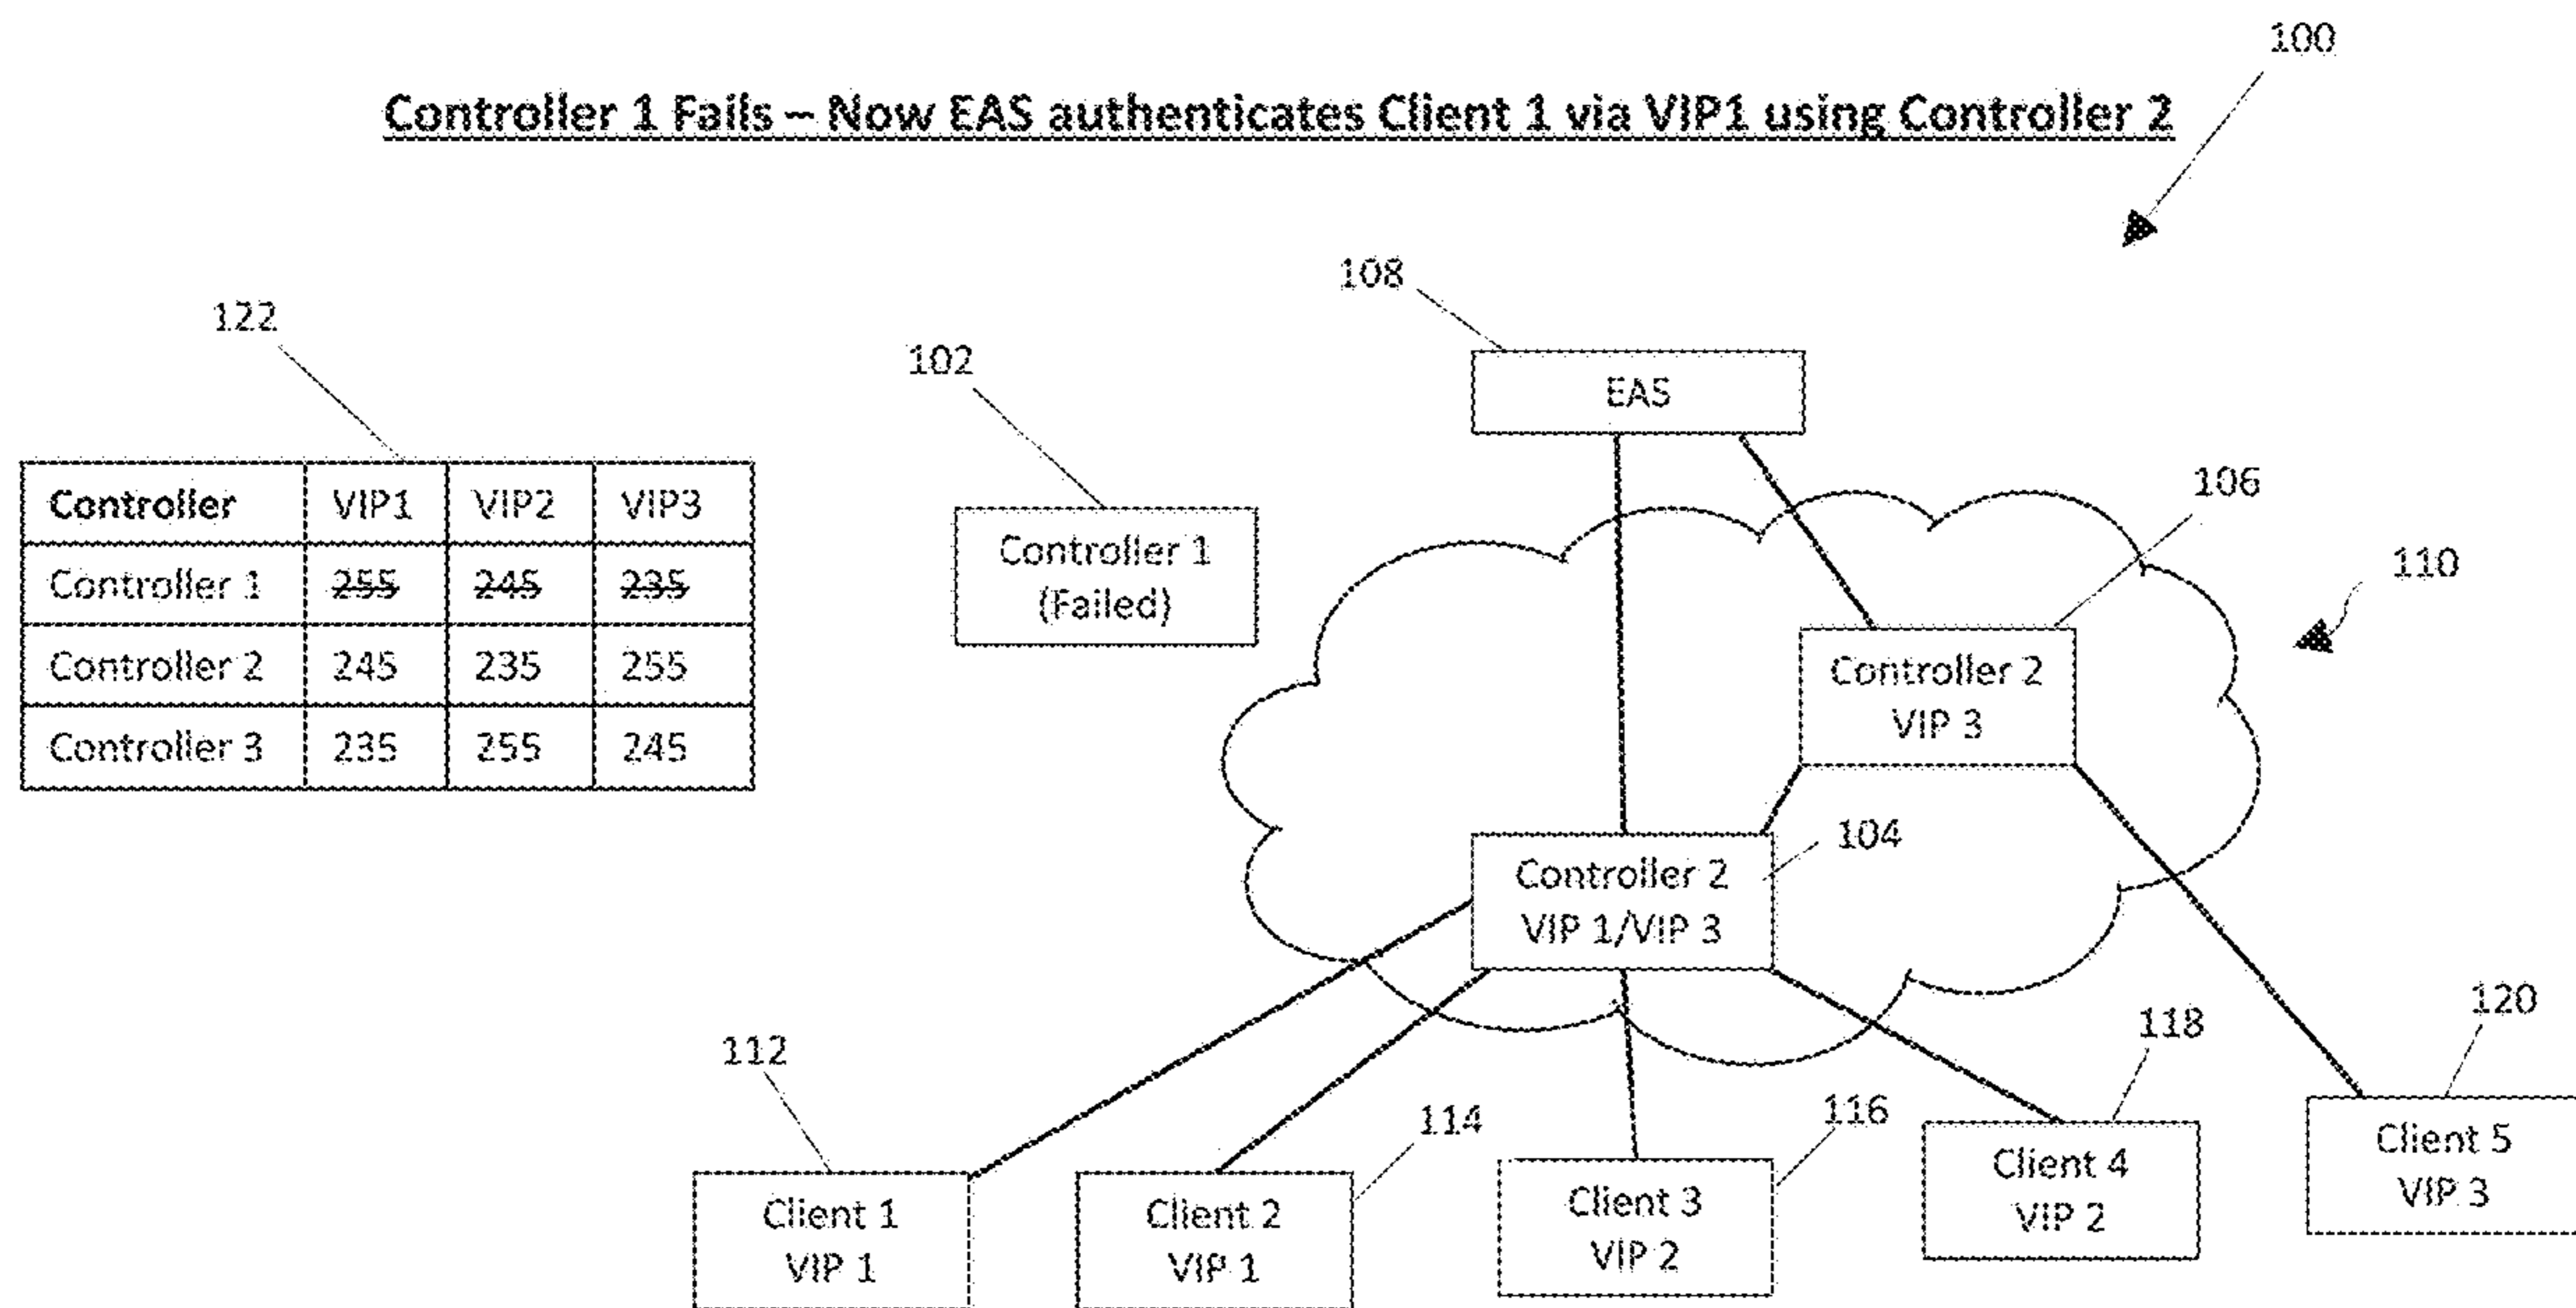 100
Controller 1 Fails – Now EAS authenticates Client 1 via VIP1 using Controller 2
108
122
102
EAS
Controller VIP1 VIP2 VIP3
Controller 1 255 245 235
Controller 2 245 235 255
Controller 3 235 255 245
Controller 1
(Failed)
106
110
Controller 2
VIP 3
104
Controller 2
VIP 1/VIP 3
112
114
116
118
120
Client 1
VIP 1
Client 2
VIP 1
Client 3
VIP 2
Client 4
VIP 2
Client 5
VIP 3